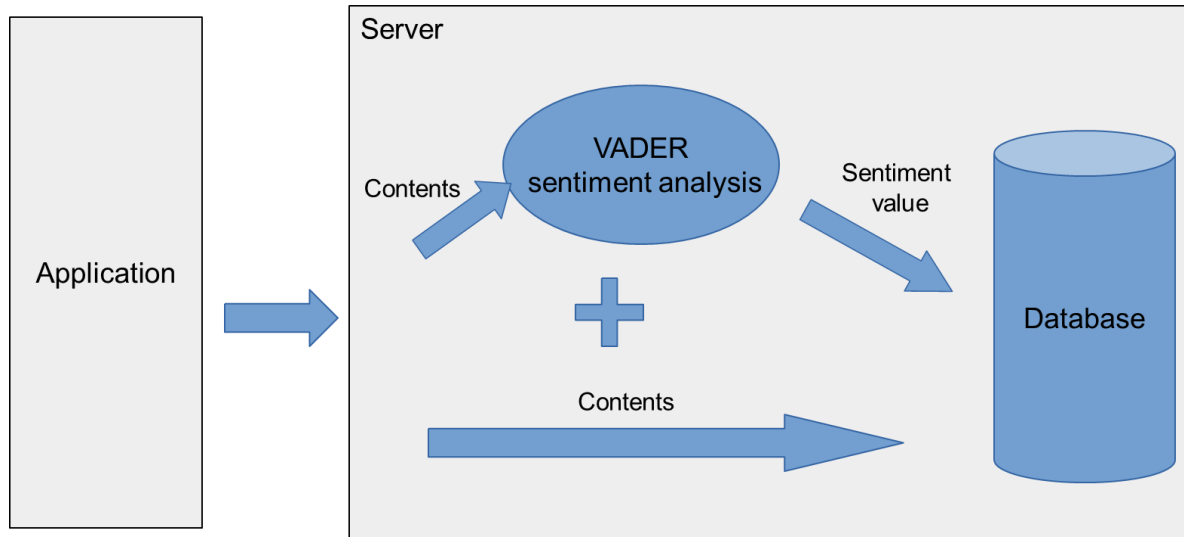 Server
Application
Contents
VADER
sentiment analysis
Sentiment
value
Database
Contents